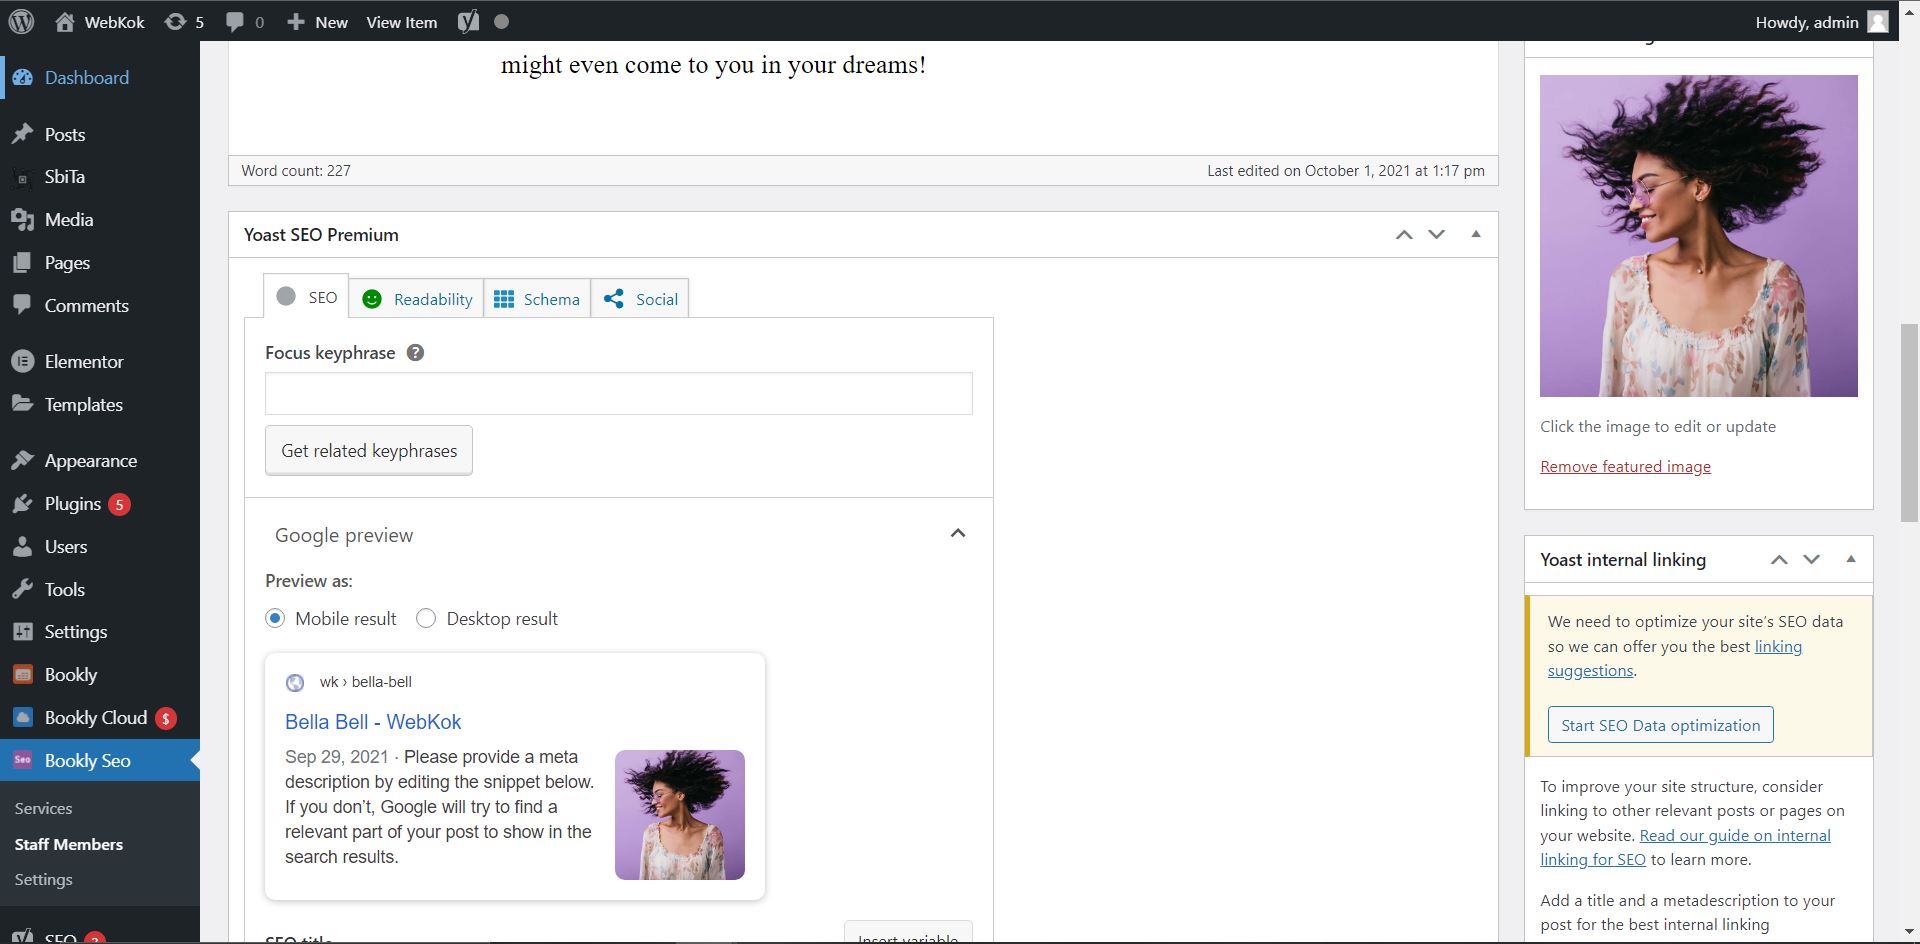 WebKok
5
0
New
View Item
Howdy, admin
Dashboard
Posts
SbiTa
Media
Pages
Comments
Elementor
Templates
Appearance
Plugins 5
Users
Tools
Settings
Bookly
Bookly Cloud $
Seo Bookly Seo
Services
Staff Members
Settings
might even come to you in your dreams!
Word count: 227
Last edited on October 1, 2021 at 1:17 pm
Yoast SEO Premium
SEO
Readability
Schema
Social
Focus keyphrase ?
Get related keyphrases
Google preview
Preview as:
Mobile result
Desktop result
wk › bella-bell
Bella Bell - WebKok
Sep 29, 2021 · Please provide a meta
description by editing the snippet below.
If you don’t, Google will try to find a
relevant part of your post to show in the
search results.
SEO title
Insert variable
Click the image to edit or update
Remove featured image
Yoast internal linking
We need to optimize your site’s SEO data
so we can offer you the best linking
suggestions.
Start SEO Data optimization
To improve your site structure, consider
linking to other relevant posts or pages on
your website. Read our guide on internal
linking for SEO to learn more.
Add a title and a metadescription to your
post for the best internal linking
SEO